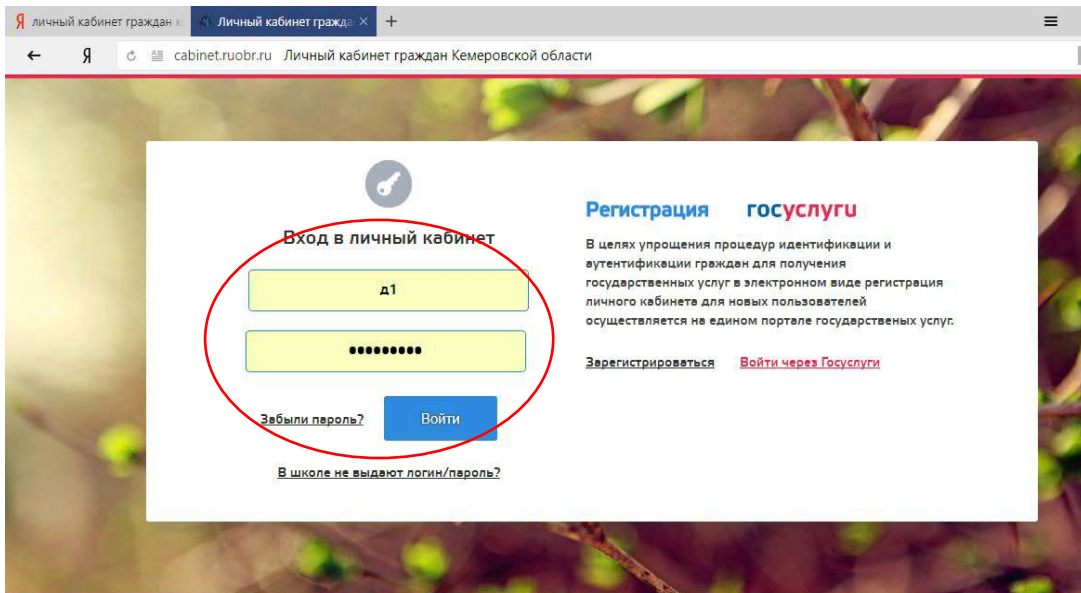 Я личный кабинет граждан к
Личный кабинет гражда × +
← Я cabinet.ruobr.ru Личный кабинет граждан Кемеровской области
Вход в личный кабинет
д1
•••••••••
Забыли пароль? Войти
В школе не выдают логин/пароль?
Регистрация госуслуги
В целях упрощения процедур идентификации и
аутентификации граждан для получения
государственных услуг в электронном виде регистрация
личного кабинета для новых пользователей
осуществляется на едином портале государственых услуг.
Зарегистрироваться Войти через Госуслуги